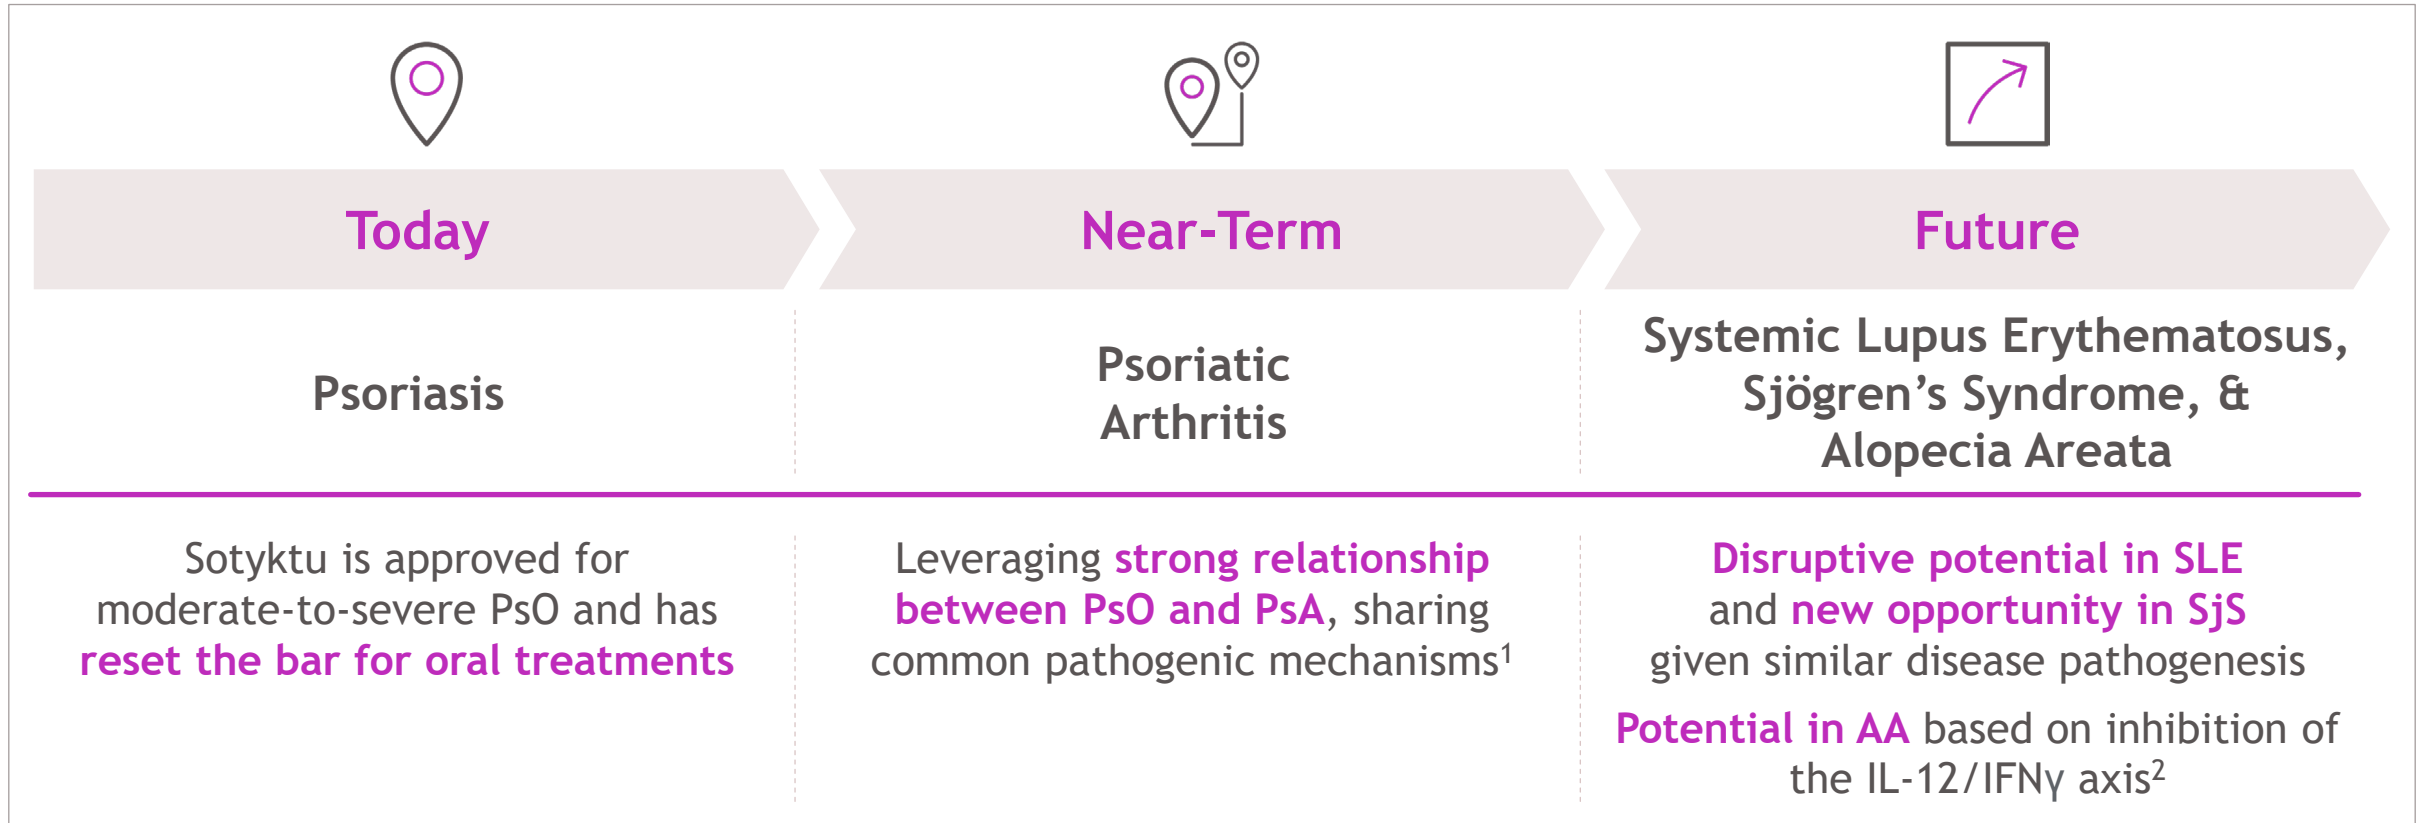 Today
Near-Term
Future
Psoriasis
Psoriatic
Arthritis
Systemic Lupus Erythematosus,
Sjögren’s Syndrome, &
Alopecia Areata
Sotyktu is approved for
moderate-to-severe PsO and has
reset the bar for oral treatments
Leveraging strong relationship
between PsO and PsA, sharing
common pathogenic mechanisms¹
Disruptive potential in SLE
and new opportunity in SjS
given similar disease pathogenesis
Potential in AA based on inhibition of
the IL-12/IFNγ axis²